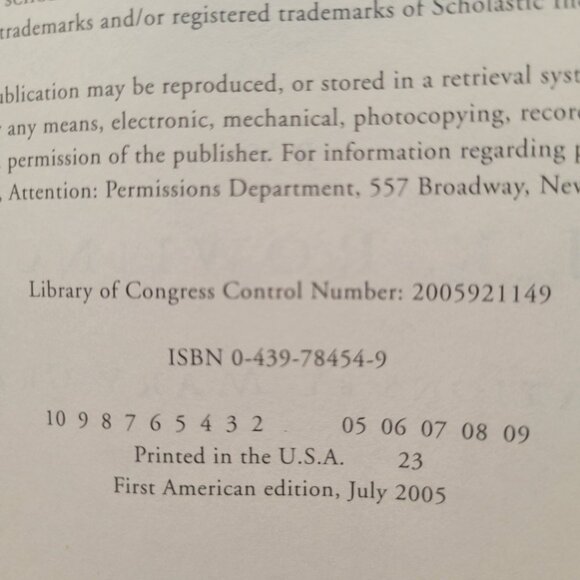 trademarks and/or registered trademarks of Scholastic
ublication may be reproduced, or stored in a retrieval syst
any means, electronic, mechanical, photocopying, recor
permission of the publisher. For information regarding p
, Attention: Permissions Department, 557 Broadway, Nev
Library of Congress Control Number: 2005921149
ISBN 0-439-78454-9
10 9 8 7 6 5 4 3 2 05 06 07 08 09
Printed in the U.S.A. 23
First American edition, July 2005